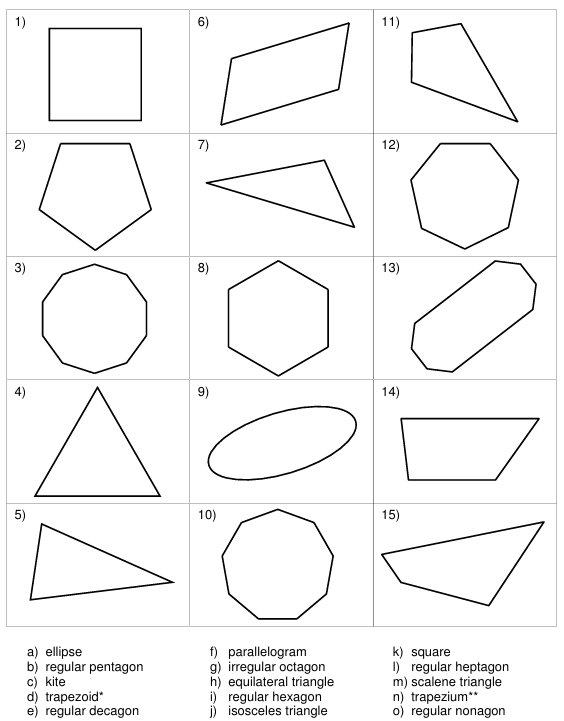 1)
6)
11)
2)
7)
12)
3)
8)
13)
4)
9)
14)
5)
10)
15)
a) ellipse
b) regular pentagon
c) kite
d) trapezoid*
e) regular decagon
f) parallelogram
g) irregular octagon
h) equilateral triangle
i) regular hexagon
j) isosceles triangle
k) square
l) regular heptagon
m) scalene triangle
n) trapezium**
o) regular nonagon